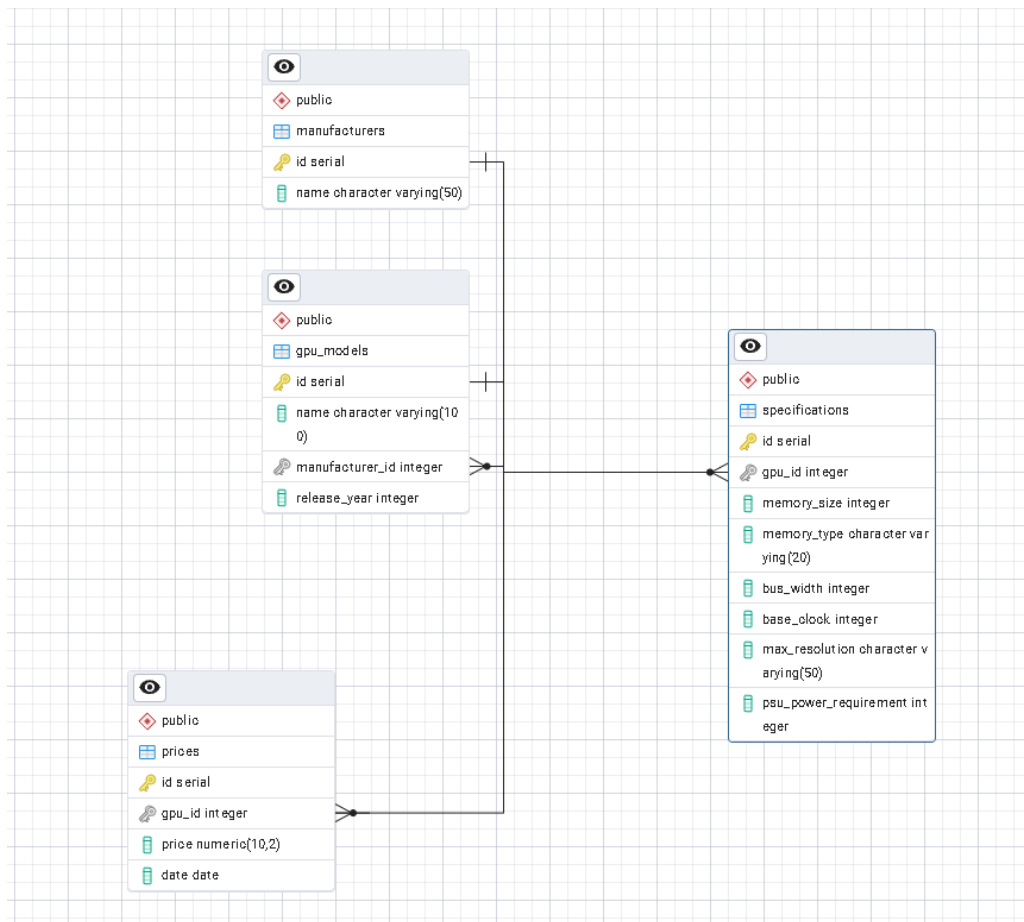 public
manufacturers
id serial
name character varying(50)
public
gpu_models
id serial
name character varying(10
0)
manufacturer_id integer
release_year integer
public
specifications
id serial
gpu_id integer
memory_size integer
memory_type character var
ying(20)
bus_width integer
base_clock integer
max_resolution character v
arying(50)
psu_power_requirement int
eger
public
prices
id serial
gpu_id integer
price numeric(10,2)
date date